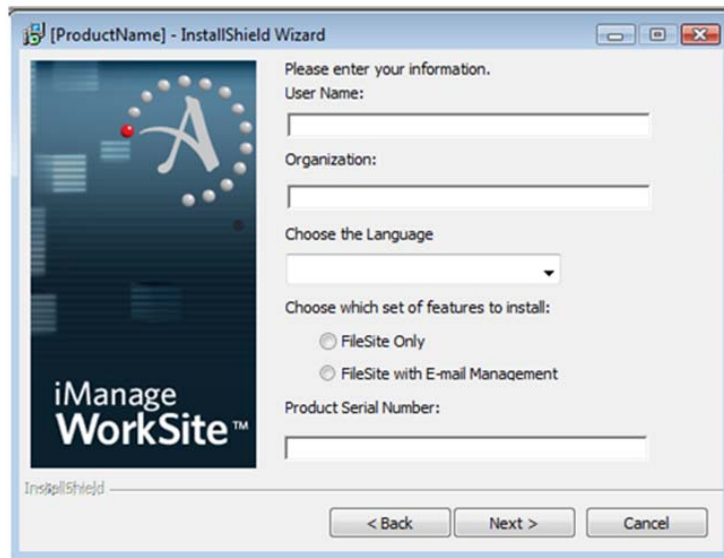 [ProductName] - InstallShield Wizard
Please enter your information.
User Name:
Organization:
Choose the Language
Choose which set of features to install:
FileSite Only
FileSite with E-mail Management
Product Serial Number:
A
iManage
WorkSite™
InstallShield
< Back
Next >
Cancel